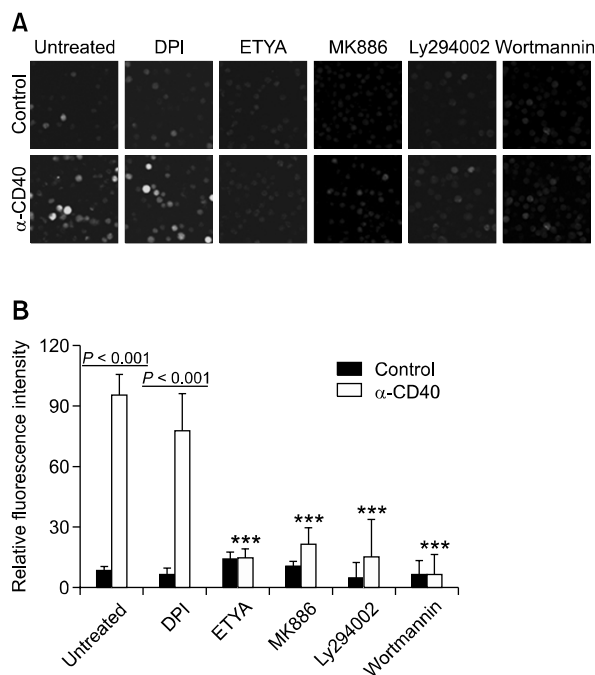 A
Untreated DPI ETYA MK886 Ly294002 Wortmannin
Control
α-CD40
B
Relative fluorescence intensity
120
90
60
30
0
P < 0.001
P < 0.001
***
***
***
***
Control
α-CD40
Untreated
DPI
ETYA
MK886
Ly294002
Wortmannin